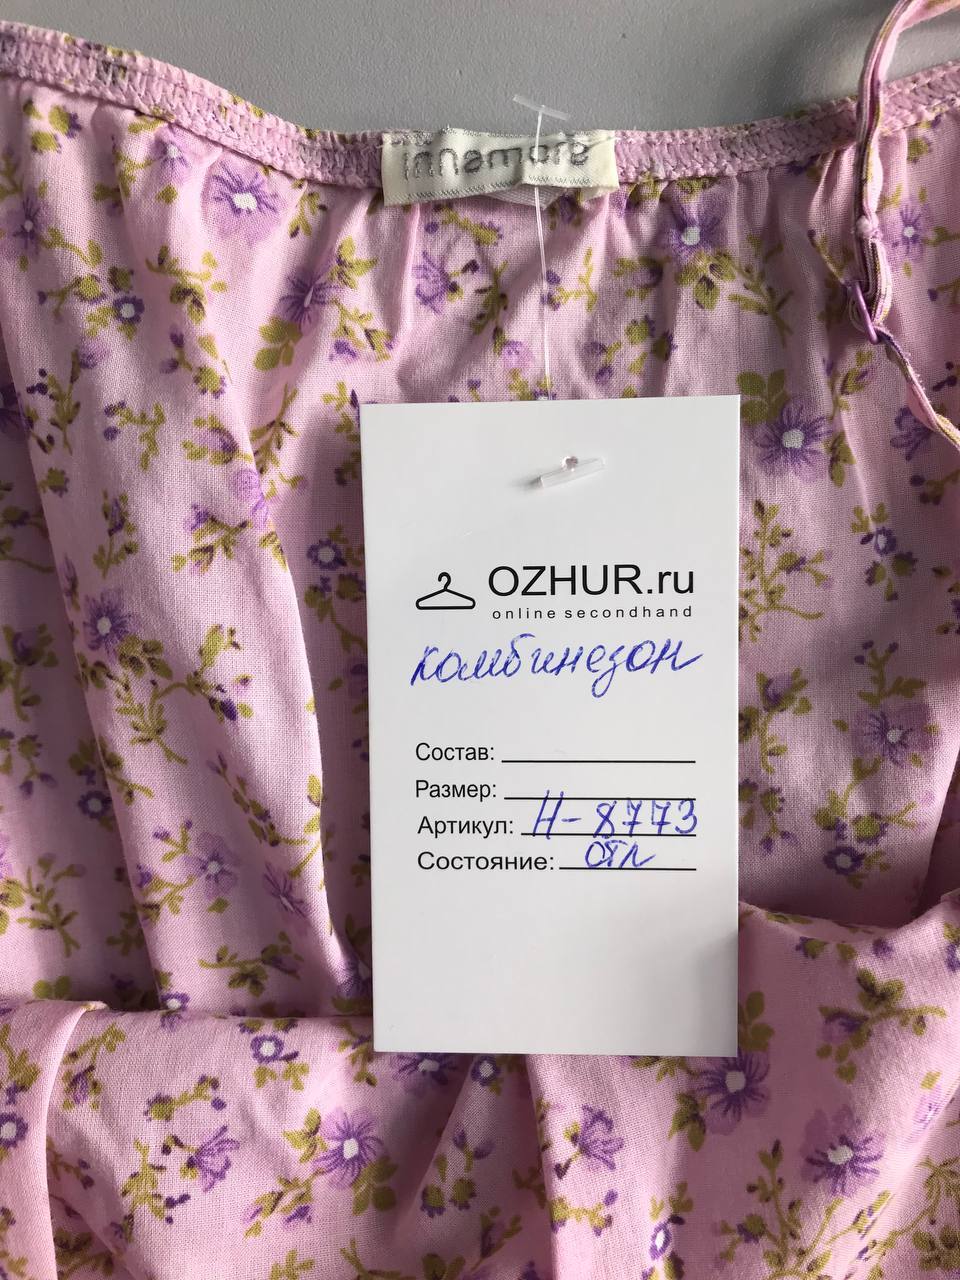 innamore
OZHUR.ru
online secondhand
комбинезон
Состав:
Размер:
Артикул: Н-8773
Состояние: отл